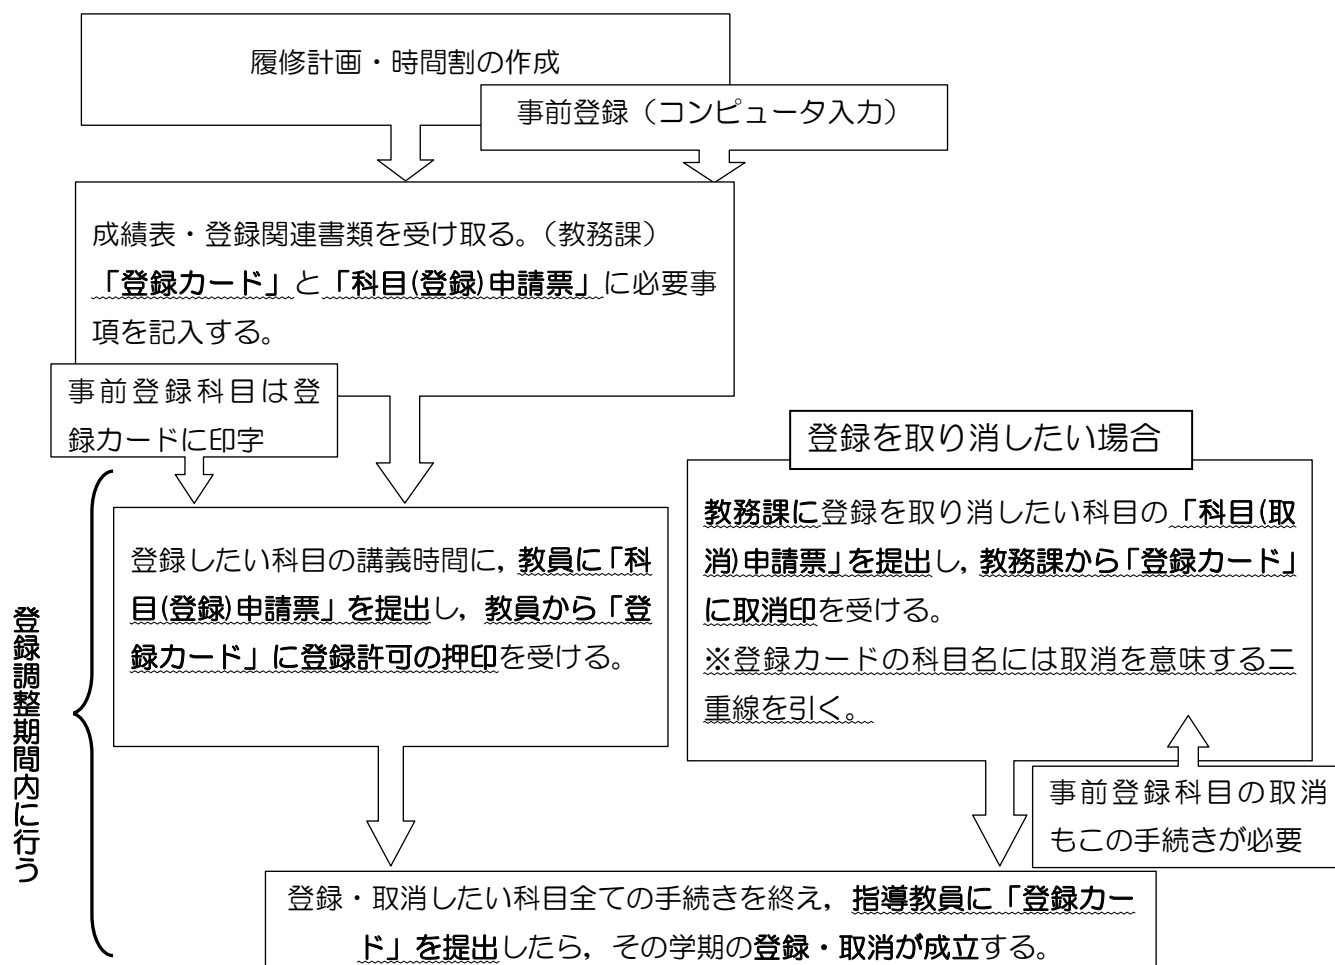 履修計画・時間割の作成
事前登録（コンピュータ入力）
成績表・登録関連書類を受け取る。（教務課）
「登録カード」と「科目(登録)申請票」に必要事
項を記入する。
事前登録科目は登
録カードに印字
登録調整期間内に行う
登録したい科目の講義時間に，教員に「科
目(登録)申請票」を提出し，教員から「登
録カード」に登録許可の押印を受ける。
登録を取り消したい場合
教務課に登録を取り消したい科目の「科目(取
消)申請票」を提出し，教務課から「登録カード」
に取消印を受ける。
※登録カードの科目名には取消を意味する二
重線を引く。
事前登録科目の取消
もこの手続きが必要
登録・取消したい科目全ての手続きを終え，指導教員に「登録カー
ド」を提出したら，その学期の登録・取消が成立する。